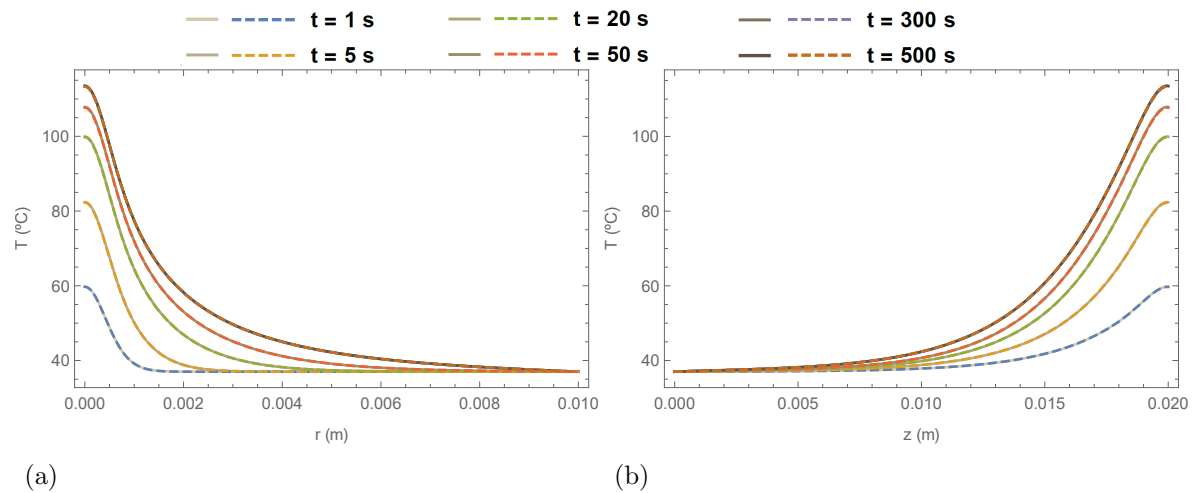 t = 1 s t = 20 s t = 300 s
t = 5 s t = 50 s t = 500 s
100
80
60
40
T (ºC)
0.000 0.002 0.004 0.006 0.008 0.010
r (m)
100
80
60
40
T (ºC)
0.000 0.005 0.010 0.015 0.020
z (m)
(a) (b)